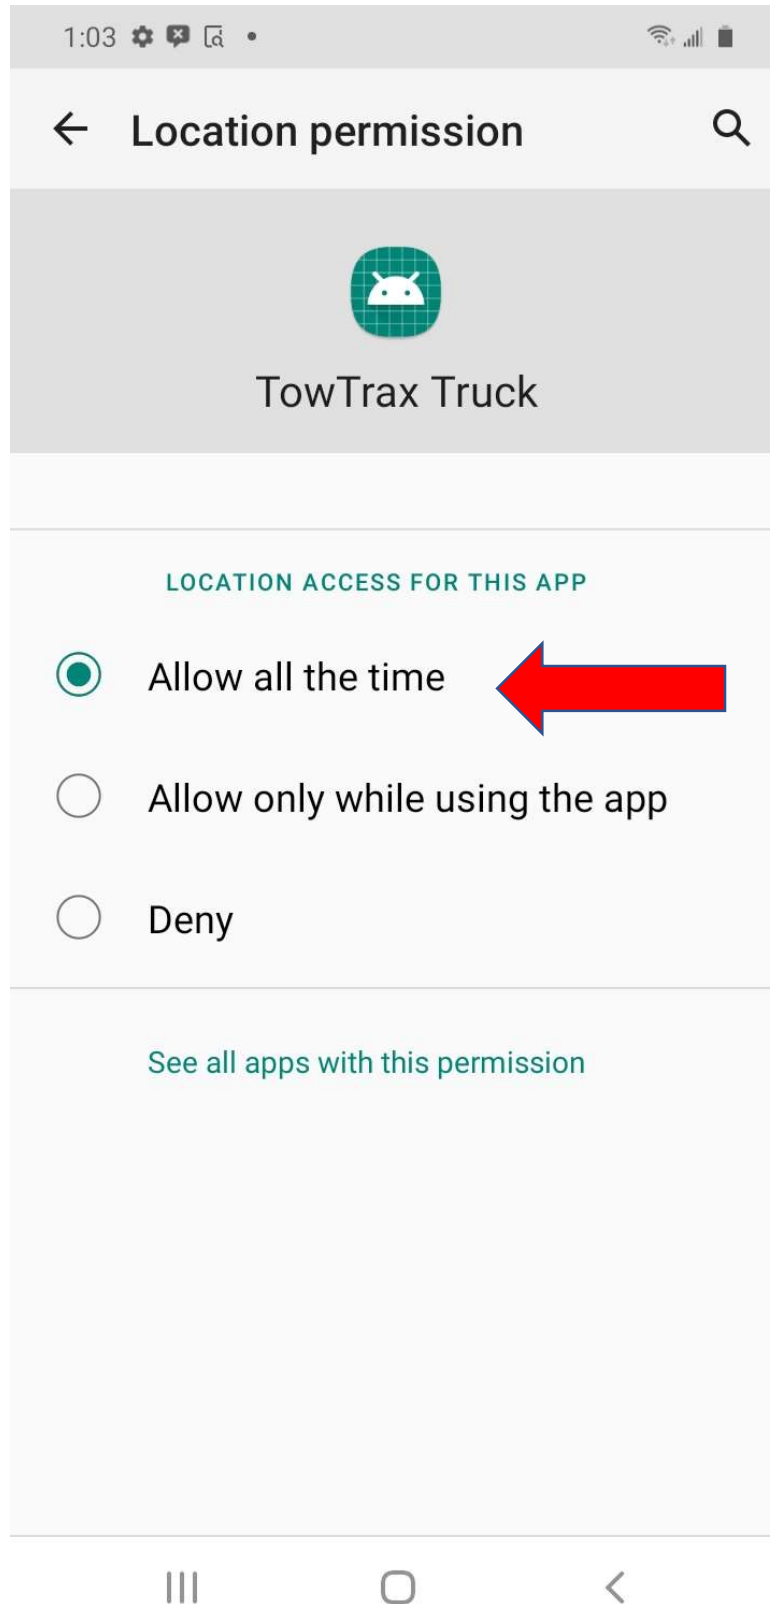 1:03
Location permission
TowTrax Truck
LOCATION ACCESS FOR THIS APP
Allow all the time
Allow only while using the app
Deny
See all apps with this permission